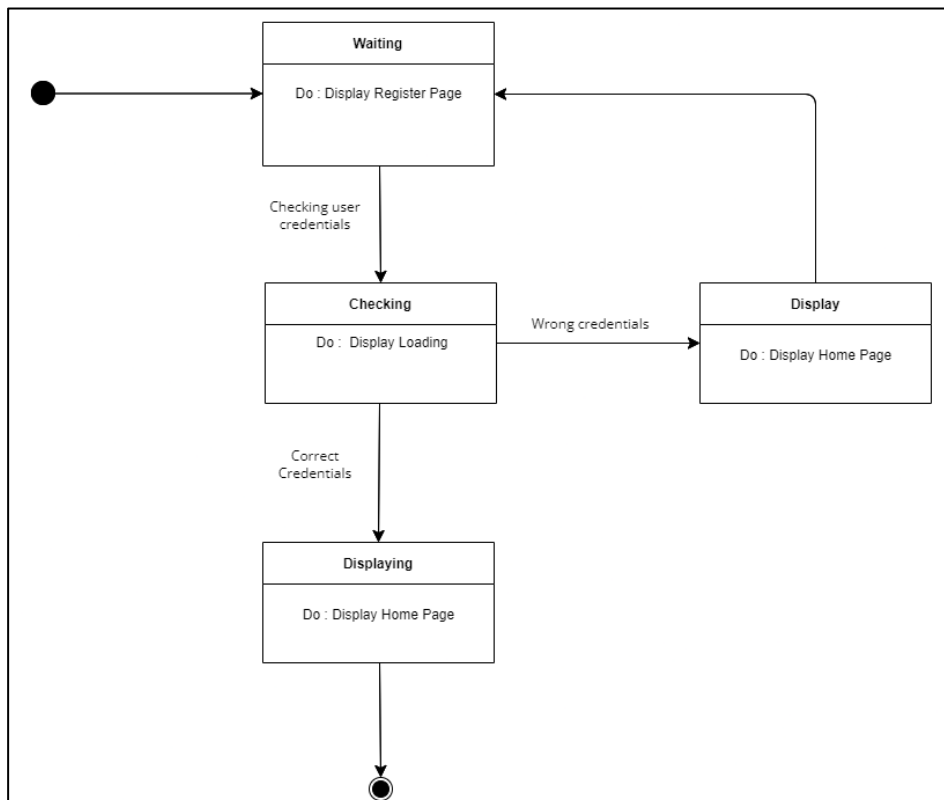 Waiting
Do : Display Register Page
Checking user
credentials
Checking
Do : Display Loading
Wrong credentials
Display
Do : Display Home Page
Correct
Credentials
Displaying
Do : Display Home Page